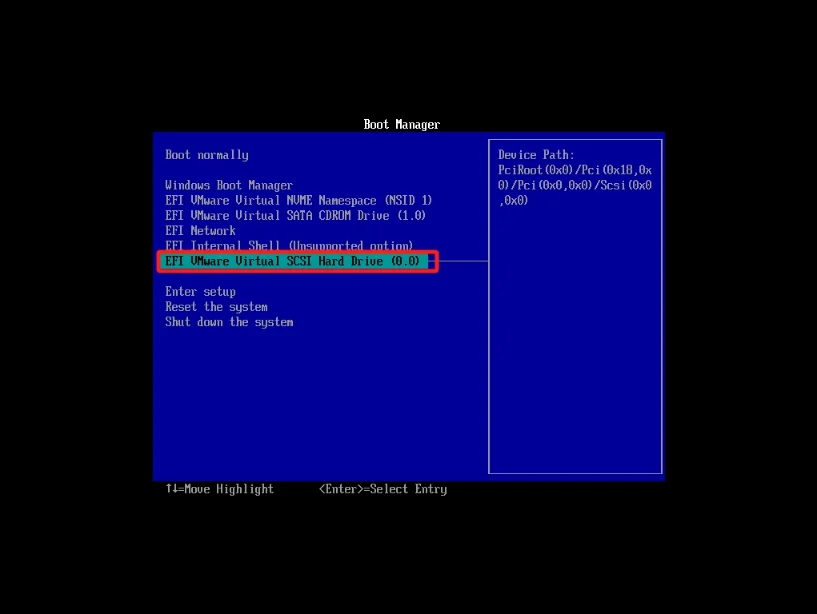 Boot Manager
Boot normally
Windows Boot Manager
EFI VMware Virtual NVME Namespace (NSID 1)
EFI VMware Virtual SATA CDROM Drive (1.0)
EFI Network
EFI Internal Shell (Unsupported option)
EFI VMware Virtual SCSI Hard Drive (0.0)
Enter setup
Reset the system
Shut down the system
Device Path:
PciRoot(0x0)/Pci(0x18,0x
0)/Pci(0x0,0x0)/Scsi(0x0
,0x0)
↑↓=Move Highlight <Enter>=Select Entry